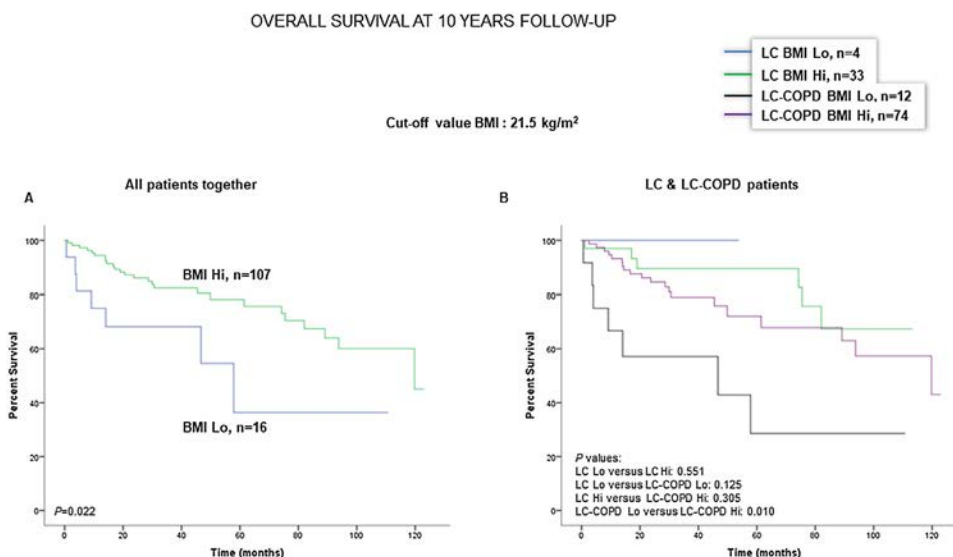 OVERALL SURVIVAL AT 10 YEARS FOLLOW-UP
LC BMI Lo, n=4
LC BMI Hi, n=33
LC-COPD BMI Lo, n=12
LC-COPD BMI Hi, n=74
Cut-off value BMI : 21.5 kg/m²
A
All patients together
100
80
60
40
20
0
Percent Survival
BMI Hi, n=107
BMI Lo, n=16
P=0.022
0 20 40 60 80 100 120
Time (months)
B
LC & LC-COPD patients
100
80
60
40
20
0
Percent Survival
P values:
LC Lo versus LC Hi: 0.551
LC Lo versus LC-COPD Lo: 0.125
LC Hi versus LC-COPD Hi: 0.305
LC-COPD Lo versus LC-COPD Hi: 0.010
0 20 40 60 80 100 120
Time (months)